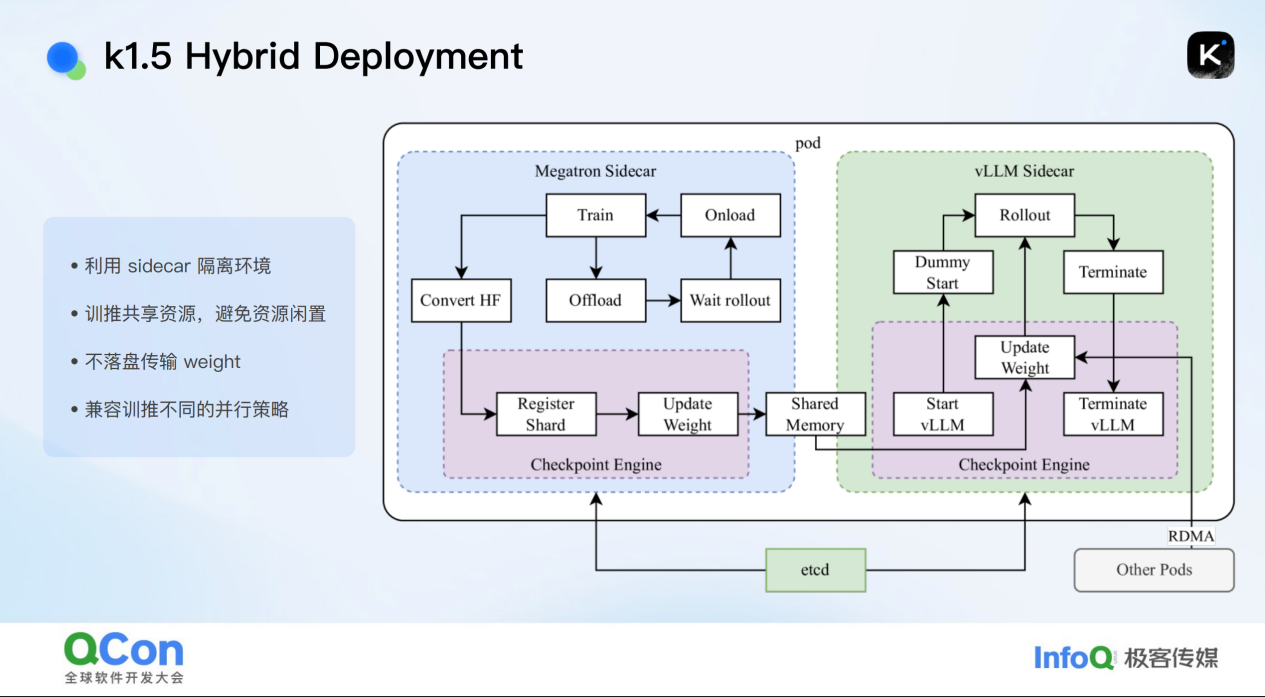 k1.5 Hybrid Deployment
K
• 利用 sidecar 隔离环境
• 训推共享资源，避免资源闲置
• 不落盘传输 weight
• 兼容训推不同的并行策略
pod
Megatron Sidecar
Train
Onload
Convert HF
Offload
Wait rollout
Register
Shard
Update
Weight
Checkpoint Engine
Shared
Memory
vLLM Sidecar
Rollout
Dummy
Start
Terminate
Update
Weight
Start
vLLM
Terminate
vLLM
Checkpoint Engine
RDMA
etcd
Other Pods
QCon
全球软件开发大会
InfoQ 极客传媒